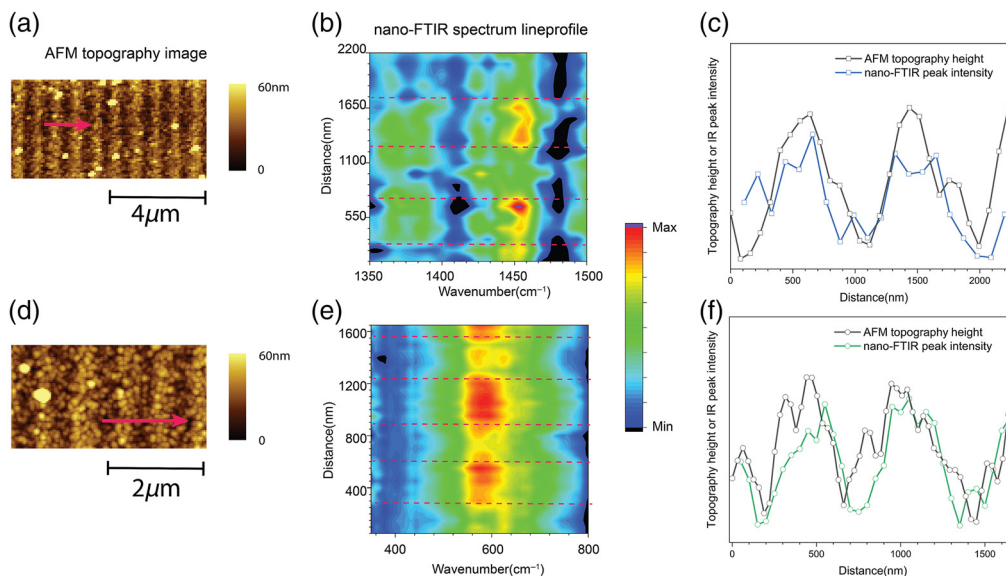 (a)
AFM topography image
60nm
0
4μm
(b)
nano-FTIR spectrum lineprofile
Distance(nm)
2200
1650
1100
550
1350
1400
1450
1500
Wavenumber(cm⁻¹)
Max
Min
(c)
AFM topography height
nano-FTIR peak intensity
Topography height or IR peak intensity
0
500
1000
1500
2000
Distance(nm)
(d)
60nm
0
2μm
(e)
Distance(nm)
1600
1200
800
400
400
600
800
Wavenumber(cm⁻¹)
(f)
AFM topography height
nano-FTIR peak intensity
Topography height or IR peak intensity
0
500
1000
1500
Distance(nm)